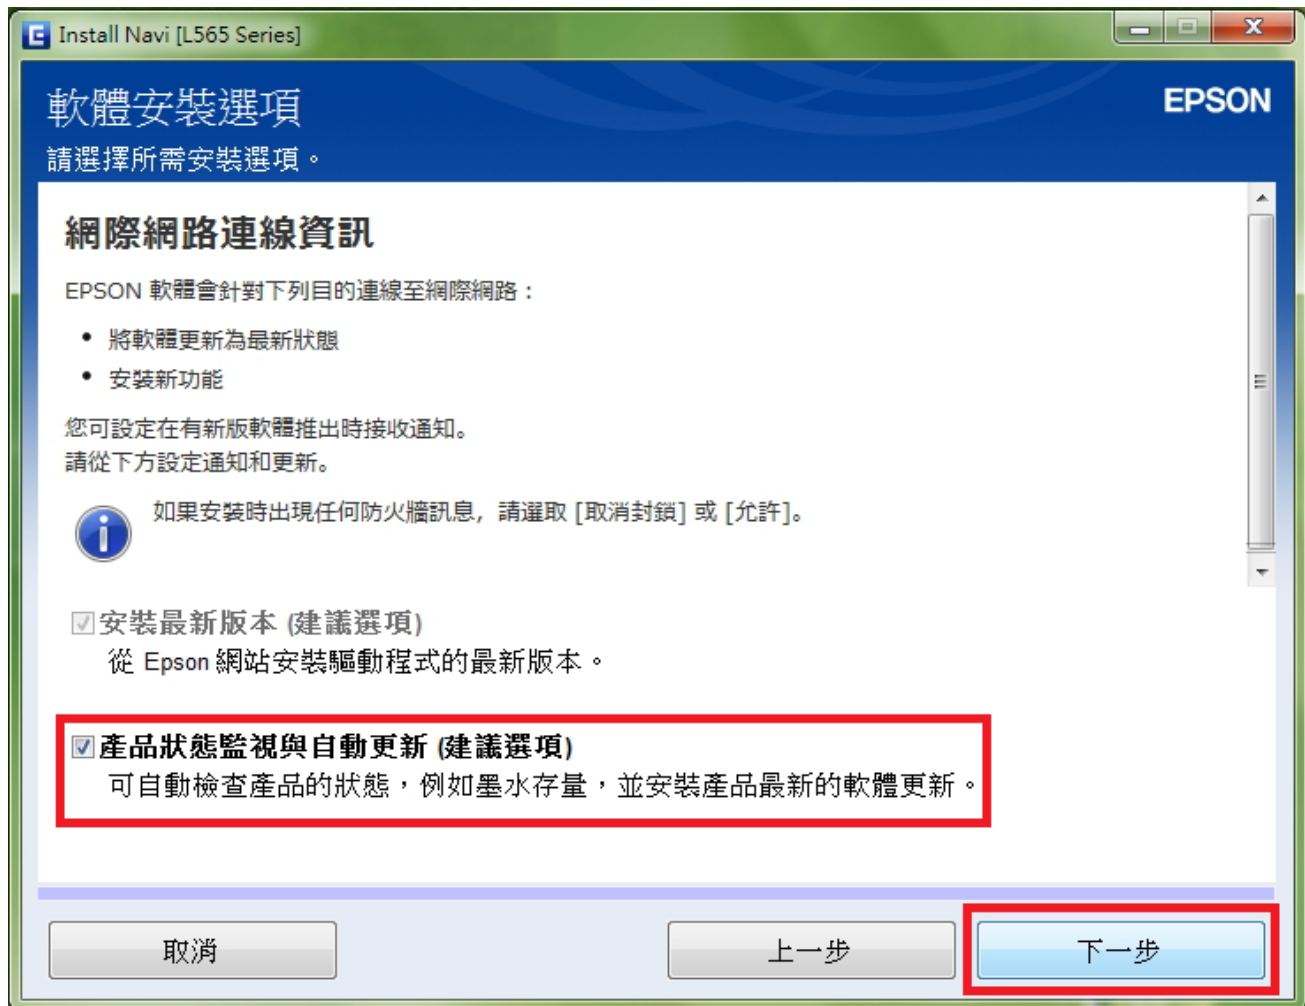 Install Navi [L565 Series]
軟體安裝選項
EPSON
請選擇所需安裝選項。
網際網路連線資訊
EPSON 軟體會針對下列目的連線至網際網路：
• 將軟體更新為最新狀態
• 安裝新功能
您可設定在有新版軟體推出時接收通知。
請從下方設定通知和更新。
如果安裝時出現任何防火牆訊息，請選取 [取消封鎖] 或 [允許]。
安裝最新版本 (建議選項)
從 Epson 網站安裝驅動程式的最新版本。
產品狀態監視與自動更新 (建議選項)
可自動檢查產品的狀態，例如墨水存量，並安裝產品最新的軟體更新。
取消
上一步
下一步